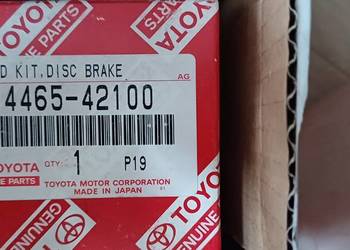 TOYOTA
E PARTS
D KIT, DISC BRAKE
AG
4465-42100
TOYOTA
E PARTS
QTY:
1
P19
TOYOTA MOTOR CORPORATION
MADE IN JAPAN
TOYOTA
GENUINE
TOYOTA
GENUINE